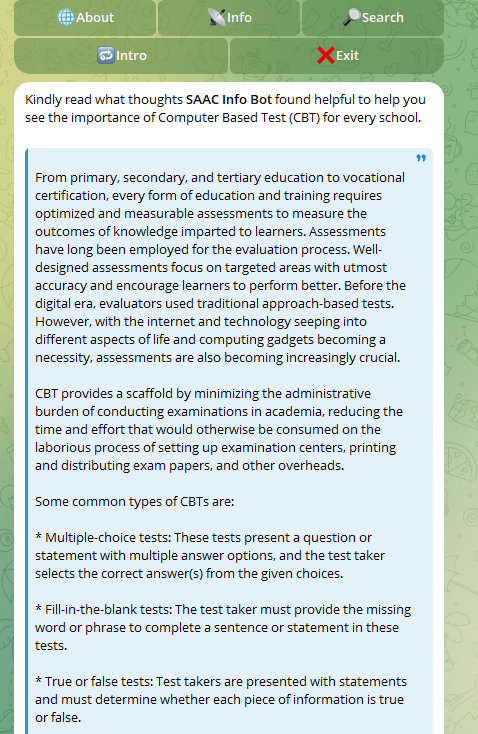 🌐About
📡Info
🔎Search
🔁Intro
❌Exit
Kindly read what thoughts SAAC Info Bot found helpful to help you
see the importance of Computer Based Test (CBT) for every school.
From primary, secondary, and tertiary education to vocational
certification, every form of education and training requires
optimized and measurable assessments to measure the
outcomes of knowledge imparted to learners. Assessments
have long been employed for the evaluation process. Well-
designed assessments focus on targeted areas with utmost
accuracy and encourage learners to perform better. Before the
digital era, evaluators used traditional approach-based tests.
However, with the internet and technology seeping into
different aspects of life and computing gadgets becoming a
necessity, assessments are also becoming increasingly crucial.
CBT provides a scaffold by minimizing the administrative
burden of conducting examinations in academia, reducing the
time and effort that would otherwise be consumed on the
laborious process of setting up examination centers, printing
and distributing exam papers, and other overheads.
Some common types of CBTs are:
* Multiple-choice tests: These tests present a question or
statement with multiple answer options, and the test taker
selects the correct answer(s) from the given choices.
* Fill-in-the-blank tests: The test taker must provide the missing
word or phrase to complete a sentence or statement in these
tests.
* True or false tests: Test takers are presented with statements
and must determine whether each piece of information is true
or false.